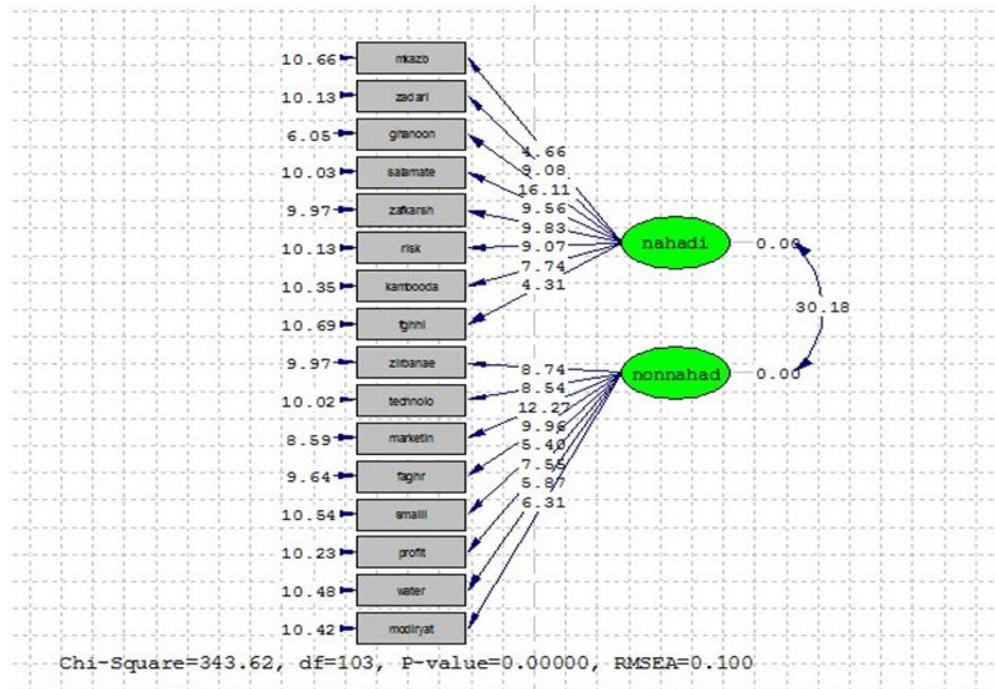 10.66 mkazb
10.13 zadari
6.05 ghanoon
10.03 salamate
9.97 zafkarsh
10.13 risk
10.35 kambooda
10.69 fghhl
9.97 zirbanae
10.02 technolo
8.59 marketin
9.64 faghr
10.54 smalll
10.23 profit
10.48 water
10.42 modiryat
4.66
9.08
16.11
9.56
9.83
9.07
7.74
4.31
8.74
8.54
12.27
9.96
5.40
7.55
5.87
6.31
nahadi 0.00
30.18
nonnahad 0.00
Chi-Square=343.62, df=103, P-value=0.00000, RMSEA=0.100